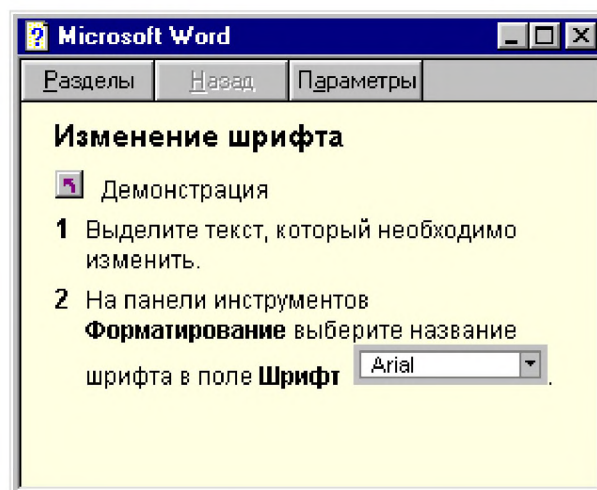 Microsoft Word
Разделы Назад Параметры
Изменение шрифта
Демонстрация
1 Выделите текст, который необходимо
изменить.
2 На панели инструментов
Форматирование выберите название
шрифта в поле Шрифт Arial .